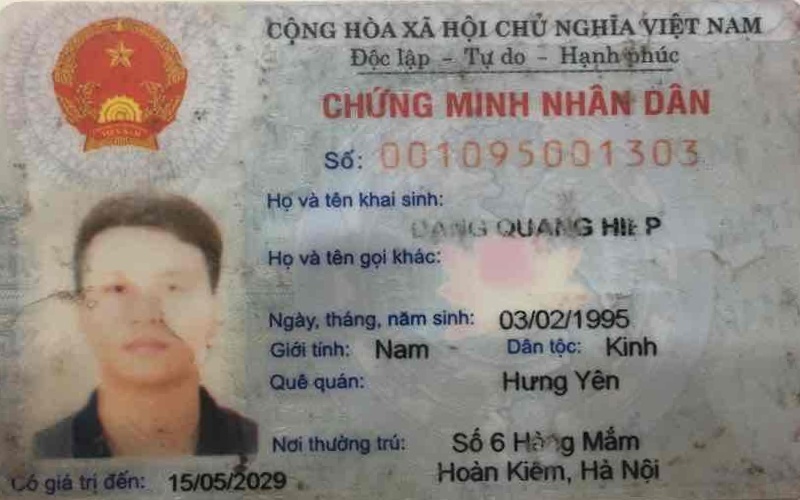 CỘNG HÒA XÃ HỘI CHỦ NGHĨA VIỆT NAM
Độc lập - Tự do - Hạnh phúc
CHỨNG MINH NHÂN DÂN
Số: 001095001303
Họ và tên khai sinh:
QUANG
Họ và tên gọi khác:
Ngày, tháng, năm sinh: 03/02/1995
Giới tính: Nam Dân tộc: Kinh
Quê quán: Hưng Yên
Nơi thường trú: Số 6 Hàng Mắm
Hoàn Kiếm, Hà Nội
Có giá trị đến: 15/05/2029